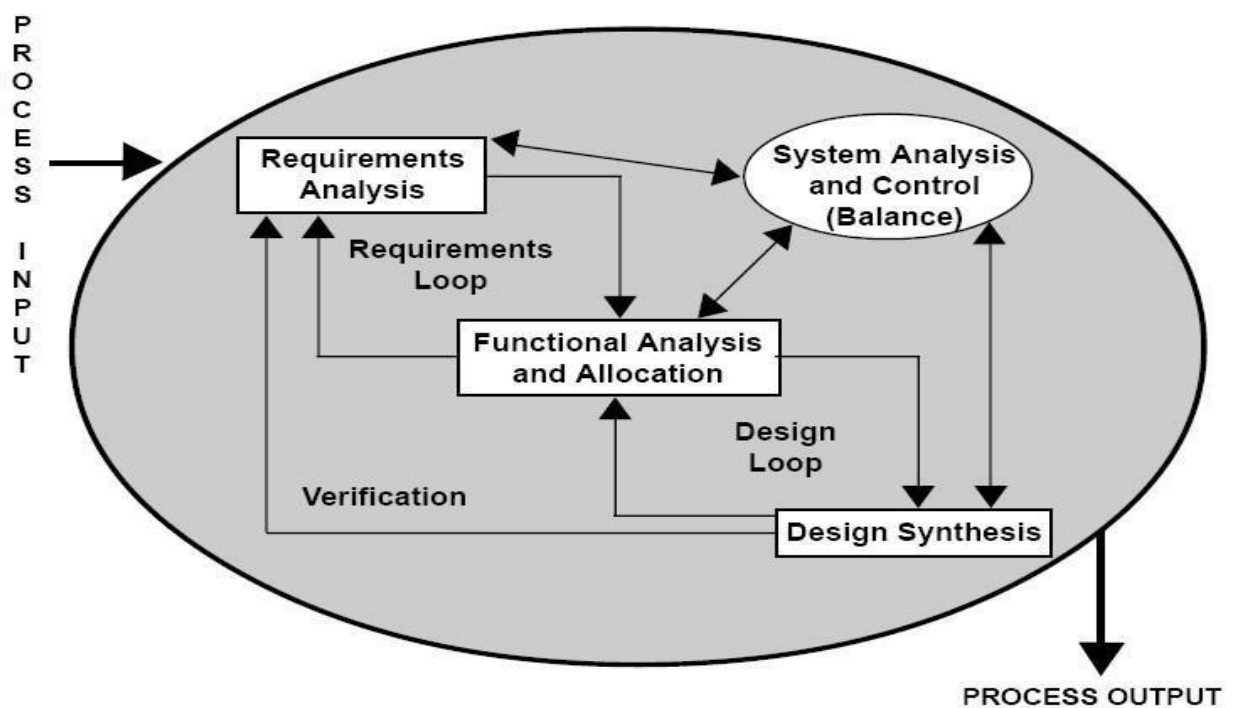 PROCESS INPUT
Requirements
Analysis
System Analysis
and Control
(Balance)
Requirements
Loop
Functional Analysis
and Allocation
Design
Loop
Verification
Design Synthesis
PROCESS OUTPUT